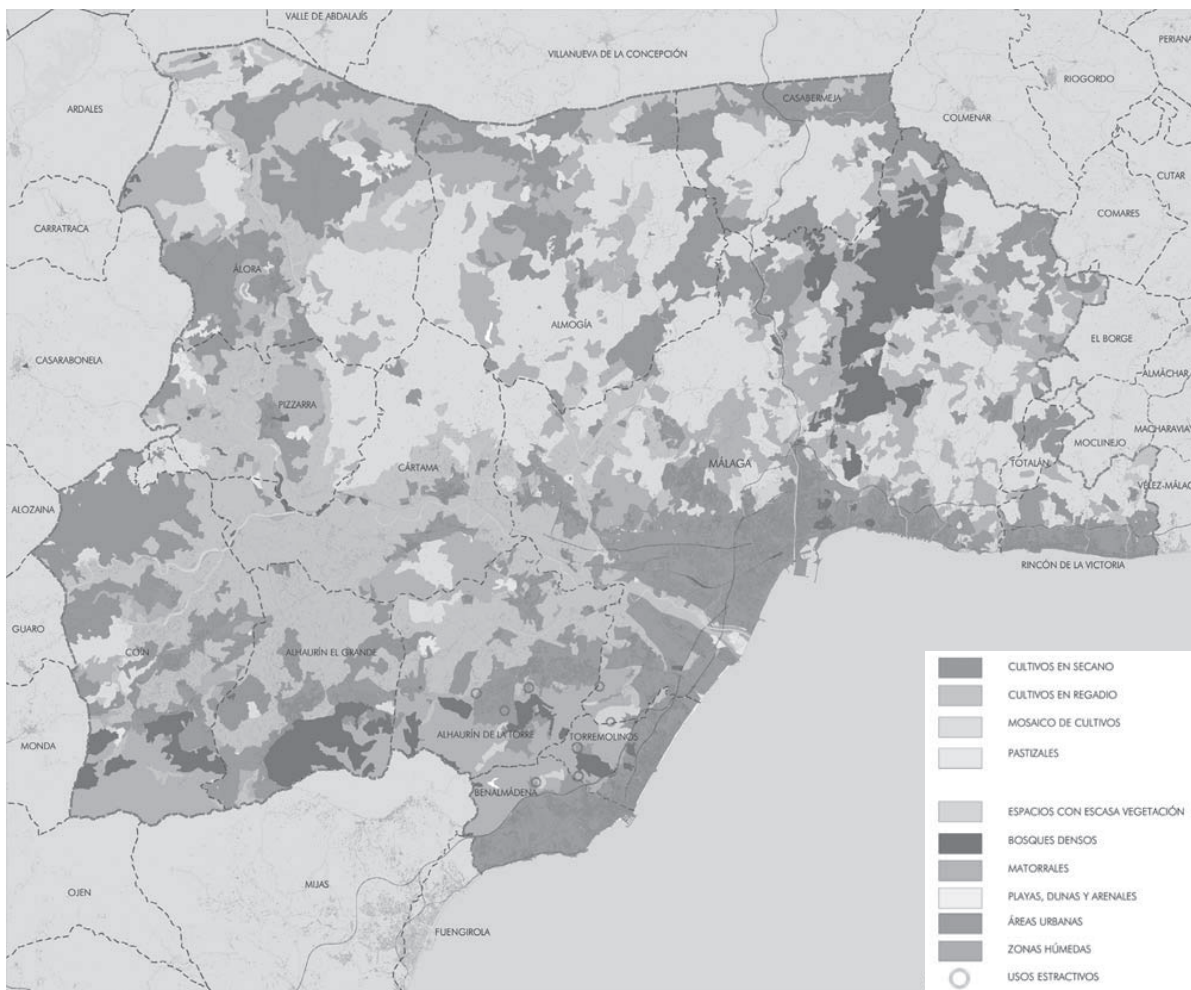 VALLE DE ABDALAJÍS
VILLANUEVA DE LA CONCEPCIÓN
PERIANA
RIOGORDO
ARDALES
CASABERMEJA
COLMENAR
CUTAR
COMARES
CARRATRACA
ÁLORA
ALMOGÍA
EL BORGE
CASARABONELA
ALMÁCHAR
PIZZARRA
MACHARAVIAY
MOCLINEJO
CÁRTAMA
MÁLAGA
TOTALÁN
VÉLEZ-MÁLAG
ALOZAINA
RINCÓN DE LA VICTORIA
GUARO
COÍN
ALHAURÍN EL GRANDE
MONDA
ALHAURÍN DE LA TORRE
TORREMOLINOS
BENALMÁDENA
OJEN
MIJAS
FUENGIROLA
CULTIVOS EN SECANO
CULTIVOS EN REGADIO
MOSAICO DE CULTIVOS
PASTIZALES
ESPACIOS CON ESCASA VEGETACIÓN
BOSQUES DENSOS
MATORRALES
PLAYAS, DUNAS Y ARENALES
ÁREAS URBANAS
ZONAS HÚMEDAS
USOS ESTRACTIVOS